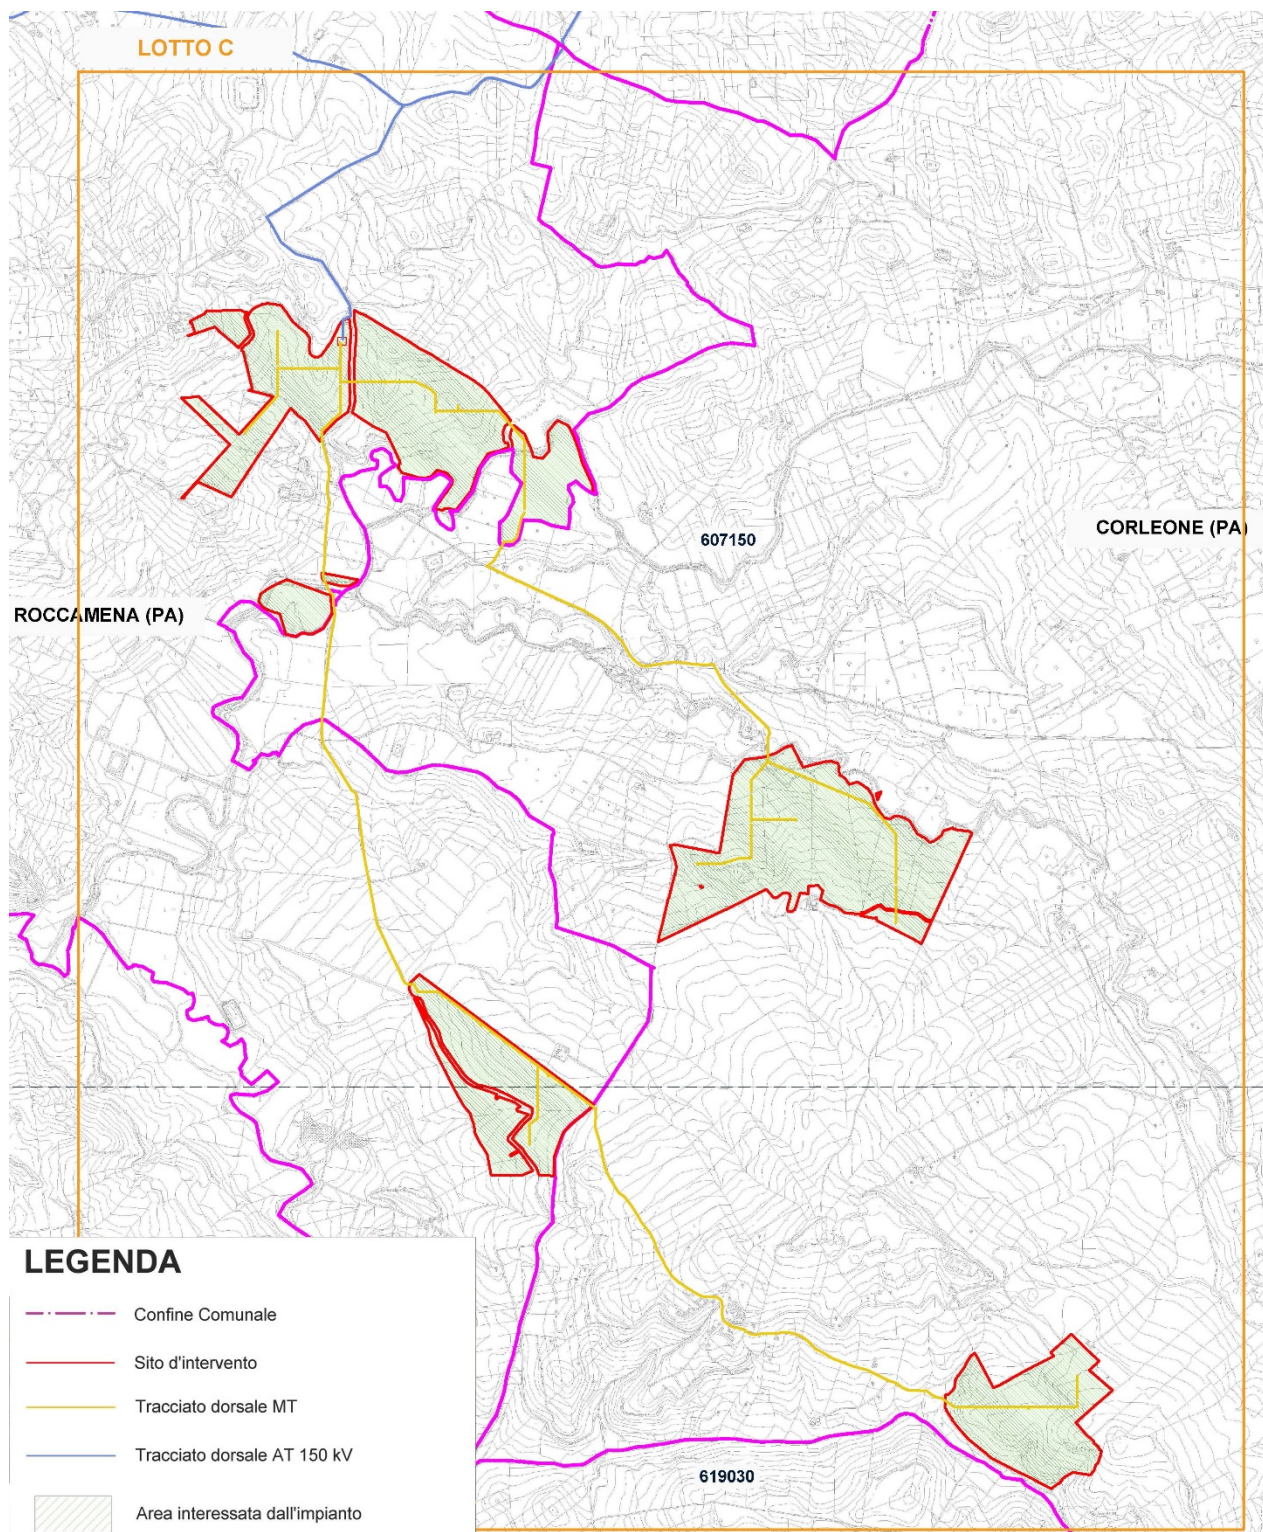 LOTTO C
607150
CORLEONE (PA)
ROCCAMENA (PA)
LEGENDA
Confine Comunale
Sito d'intervento
Tracciato dorsale MT
Tracciato dorsale AT 150 kV
619030
Area interessata dall'impianto